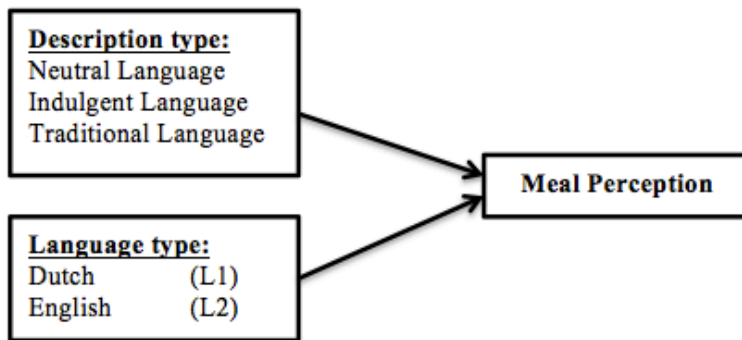 Description type:
Neutral Language
Indulgent Language
Traditional Language
Meal Perception
Language type:
Dutch (L1)
English (L2)